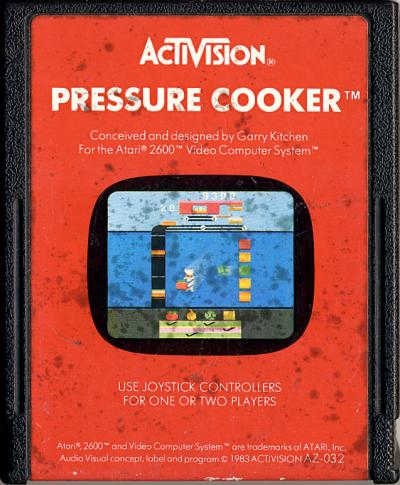 ACTIVISION®
PRESSURE COOKER™
Conceived and designed by Garry Kitchen
For the Atari® 2600™ Video Computer System™
USE JOYSTICK CONTROLLERS
FOR ONE OR TWO PLAYERS
Atari®, 2600™ and Video Computer System™ are trademarks of ATARI, Inc.
Audio Visual concept, label and program © 1983 ACTIVISION AZ-032